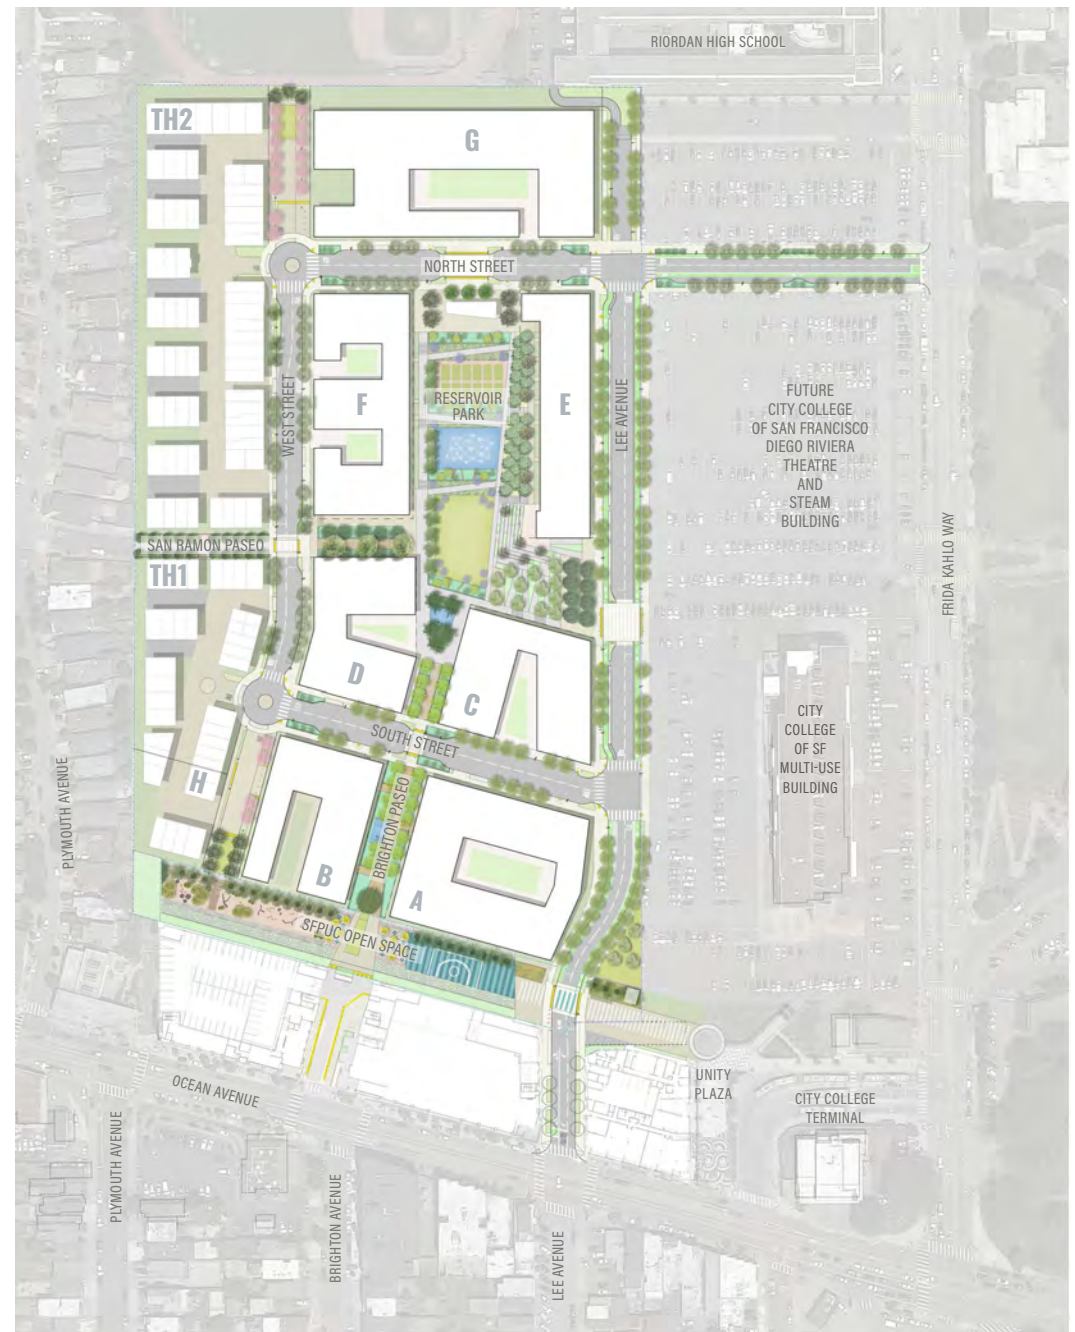 RIORDAN HIGH SCHOOL
TH2
G
NORTH STREET
WEST STREET
F
RESERVOIR
PARK
E
LEE AVENUE
FUTURE
CITY COLLEGE
OF SAN FRANCISCO
DIEGO RIVIERA
THEATRE
AND
STEAM
BUILDING
FRIDA KAHLO WAY
SAN RAMON PASEO
TH1
D
C
SOUTH STREET
CITY
COLLEGE
OF SF
MULTI-USE
BUILDING
PLYMOUTH AVENUE
H
B
BRIGHTON PASEO
A
SFPUC OPEN SPACE
OCEAN AVENUE
UNITY
PLAZA
CITY COLLEGE
TERMINAL
PLYMOUTH AVENUE
BRIGHTON AVENUE
LEE AVENUE